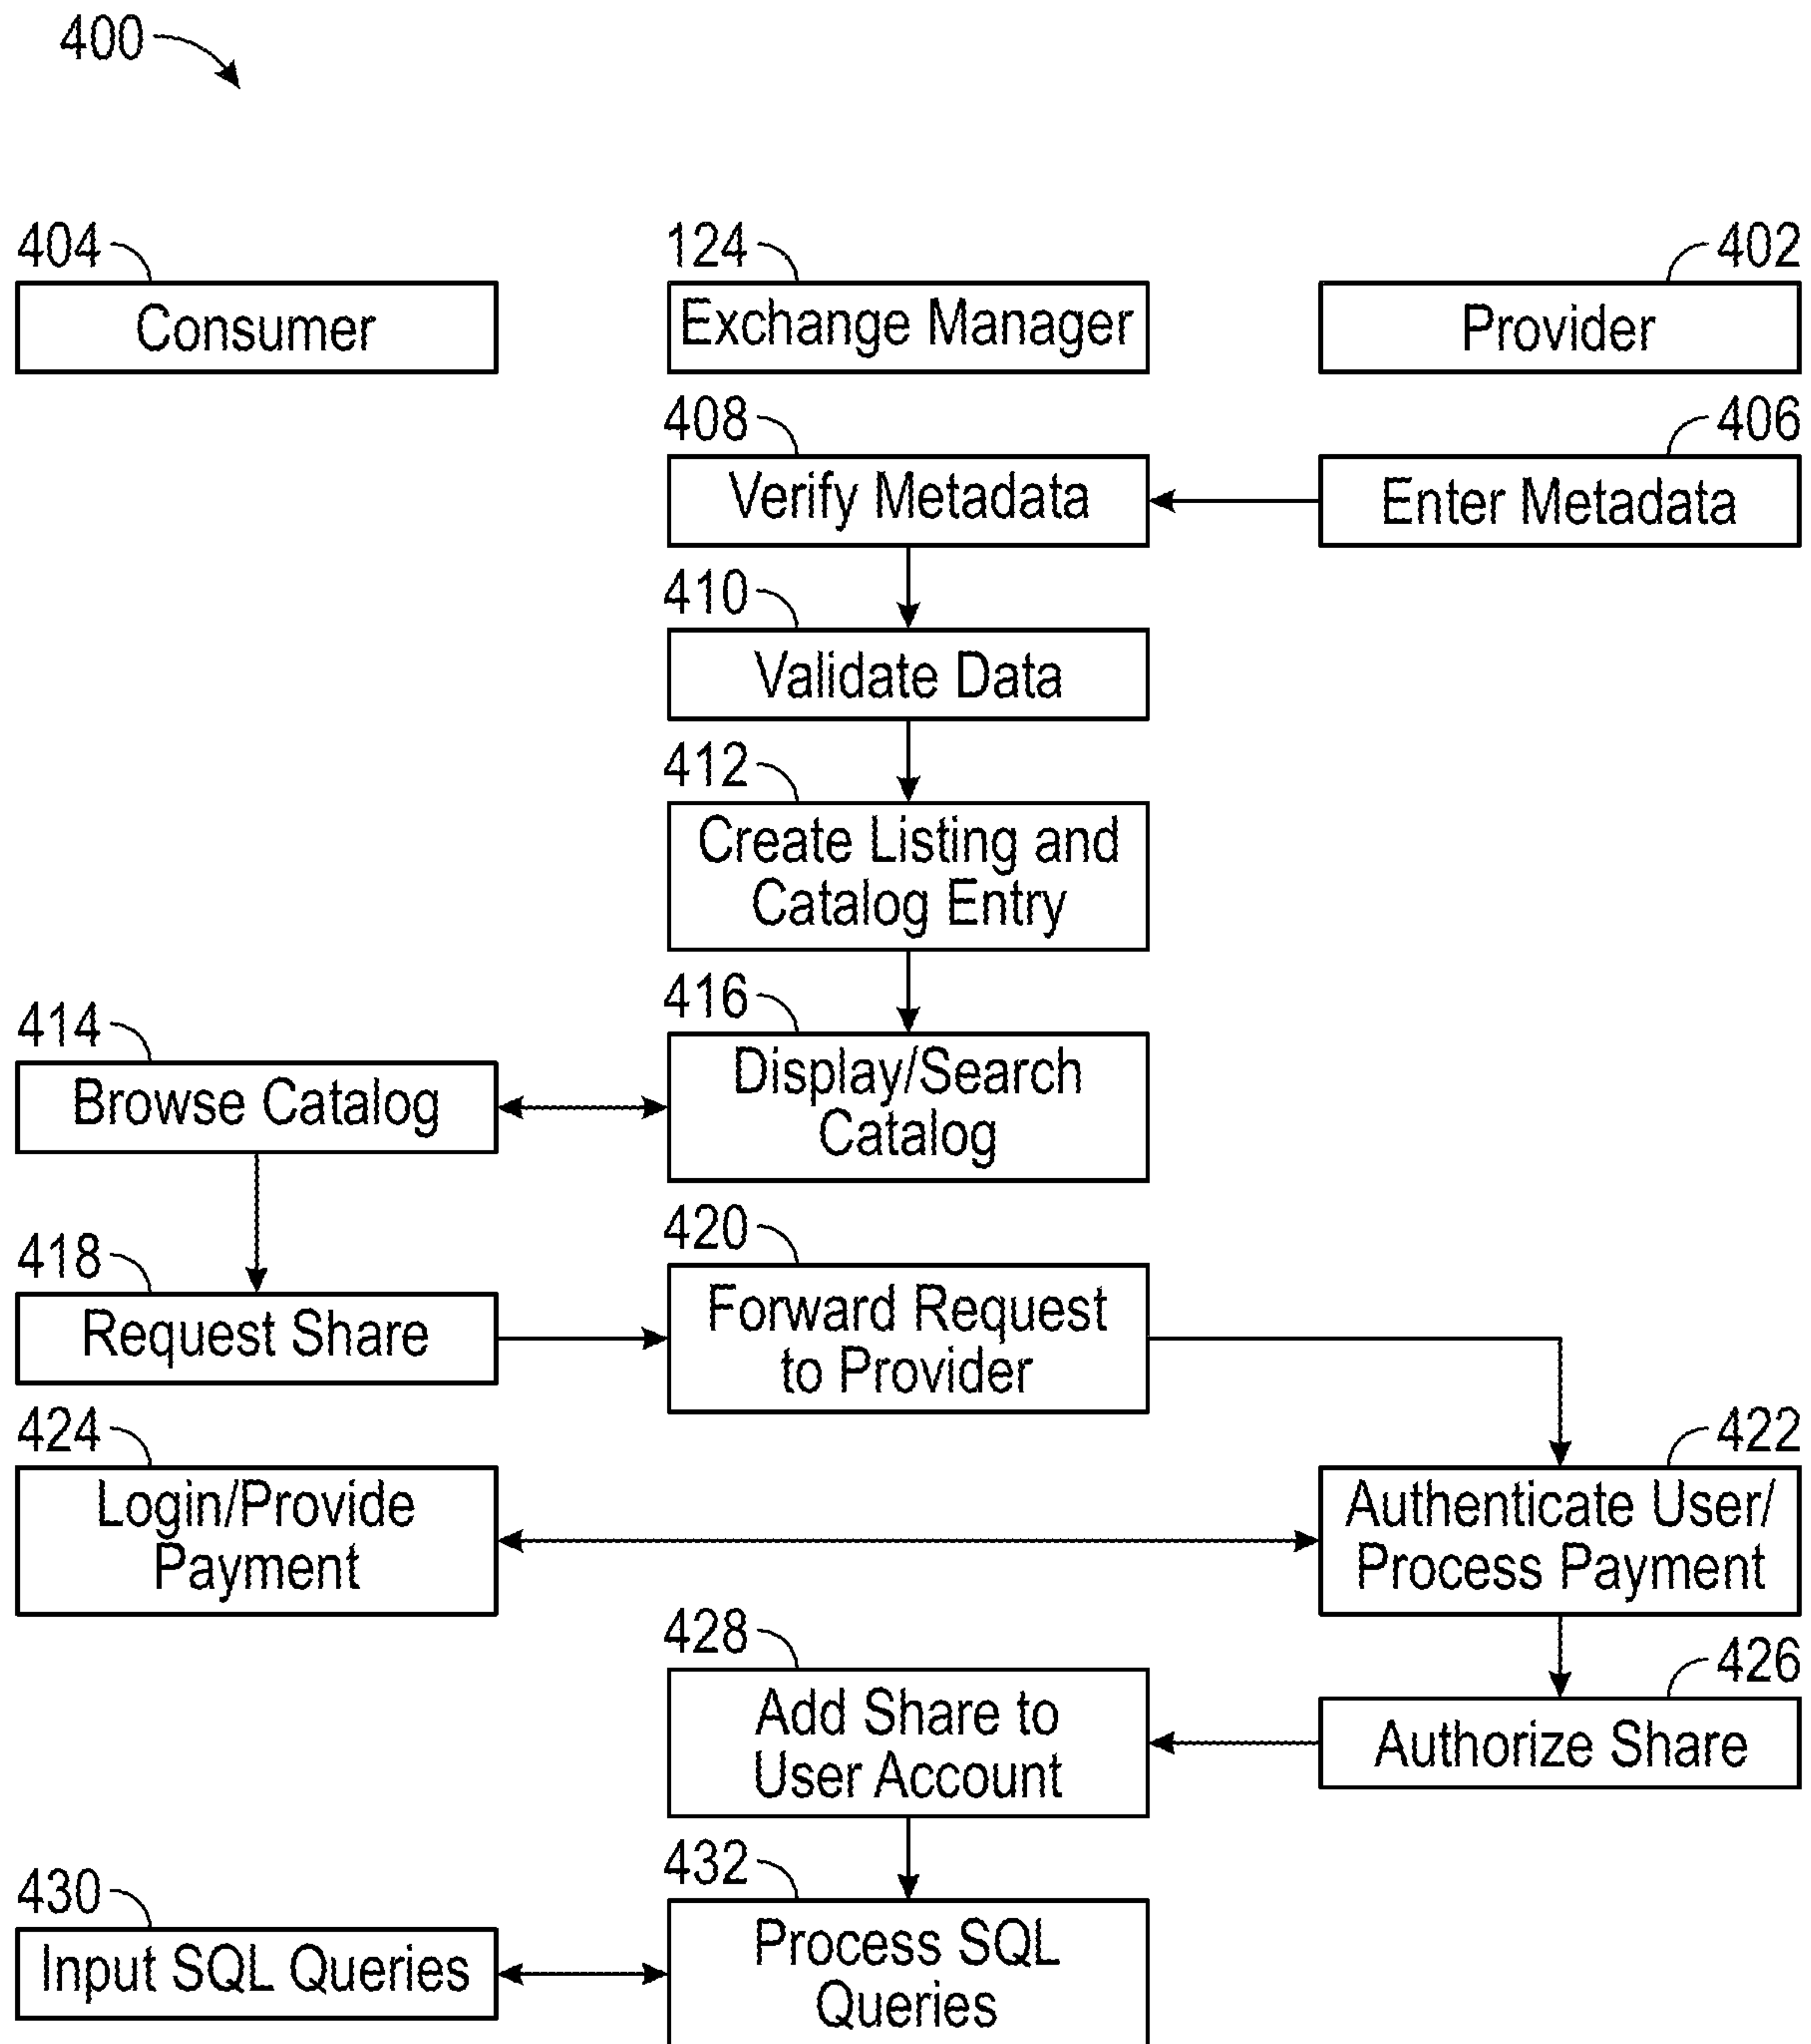 400
404
124
402
Consumer
Exchange Manager
Provider
408
406
Verify Metadata
Enter Metadata
410
Validate Data
412
Create Listing and
Catalog Entry
416
414
Display/Search
Catalog
Browse Catalog
420
418
Forward Request
to Provider
Request Share
424
422
Login/Provide
Payment
Authenticate User/
Process Payment
428
426
Add Share to
User Account
Authorize Share
432
430
Process SQL
Queries
Input SQL Queries